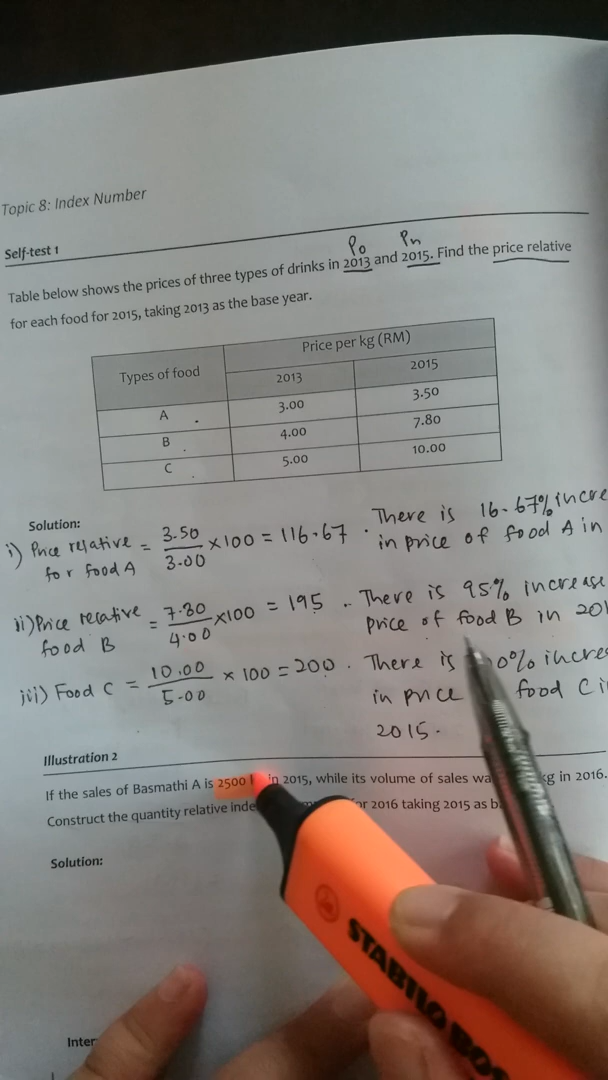 Topic 8: Index Number
Self-test 1
Po Pn
Table below shows the prices of three types of drinks in 2013 and 2015. Find the price relative
for each food for 2015, taking 2013 as the base year.
Types of food Price per kg (RM)
2013 2015
A 3.00 3.50
B 4.00 7.80
C 5.00 10.00
Solution:
i) Price relative for food A = 3.50/3.00 × 100 = 116.67. There is 16.67% incre
in price of food A in
ii) Price relative food B = 7.80/4.00 × 100 = 195. There is 95% increase
price of food B in 201
iii) Food C = 10.00/5.00 × 100 = 200. There is 00% incre
in price food C i
2015.
Illustration 2
If the sales of Basmathi A is 2500 in 2015, while its volume of sales wa kg in 2016.
Construct the quantity relative inde for 2016 taking 2015 as b
Solution:
Inter
STABILO BOS